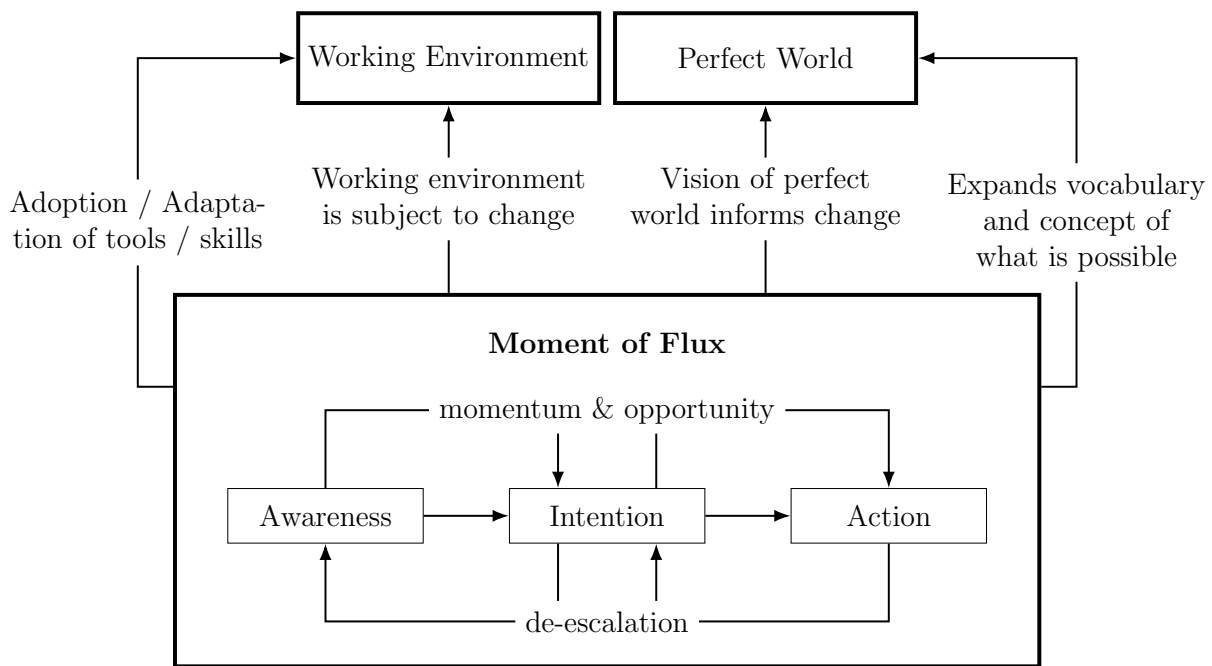 Working Environment
Perfect World
Adoption / Adapta-
tion of tools / skills
Working environment
is subject to change
Vision of perfect
world informs change
Expands vocabulary
and concept of
what is possible
Moment of Flux
momentum & opportunity
Awareness
Intention
Action
de-escalation